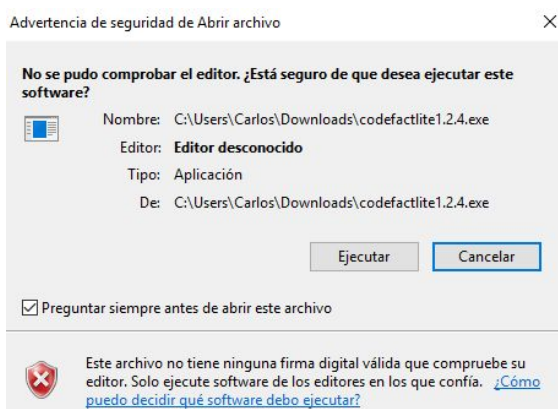 Advertencia de seguridad de Abrir archivo
No se pudo comprobar el editor. ¿Está seguro de que desea ejecutar este
software?
Nombre: C:\Users\Carlos\Downloads\codefactlite1.2.4.exe
Editor: Editor desconocido
Tipo: Aplicación
De: C:\Users\Carlos\Downloads\codefactlite1.2.4.exe
Ejecutar Cancelar
Preguntar siempre antes de abrir este archivo
Este archivo no tiene ninguna firma digital válida que compruebe su
editor. Solo ejecute software de los editores en los que confía. ¿Cómo
puedo decidir qué software debo ejecutar?